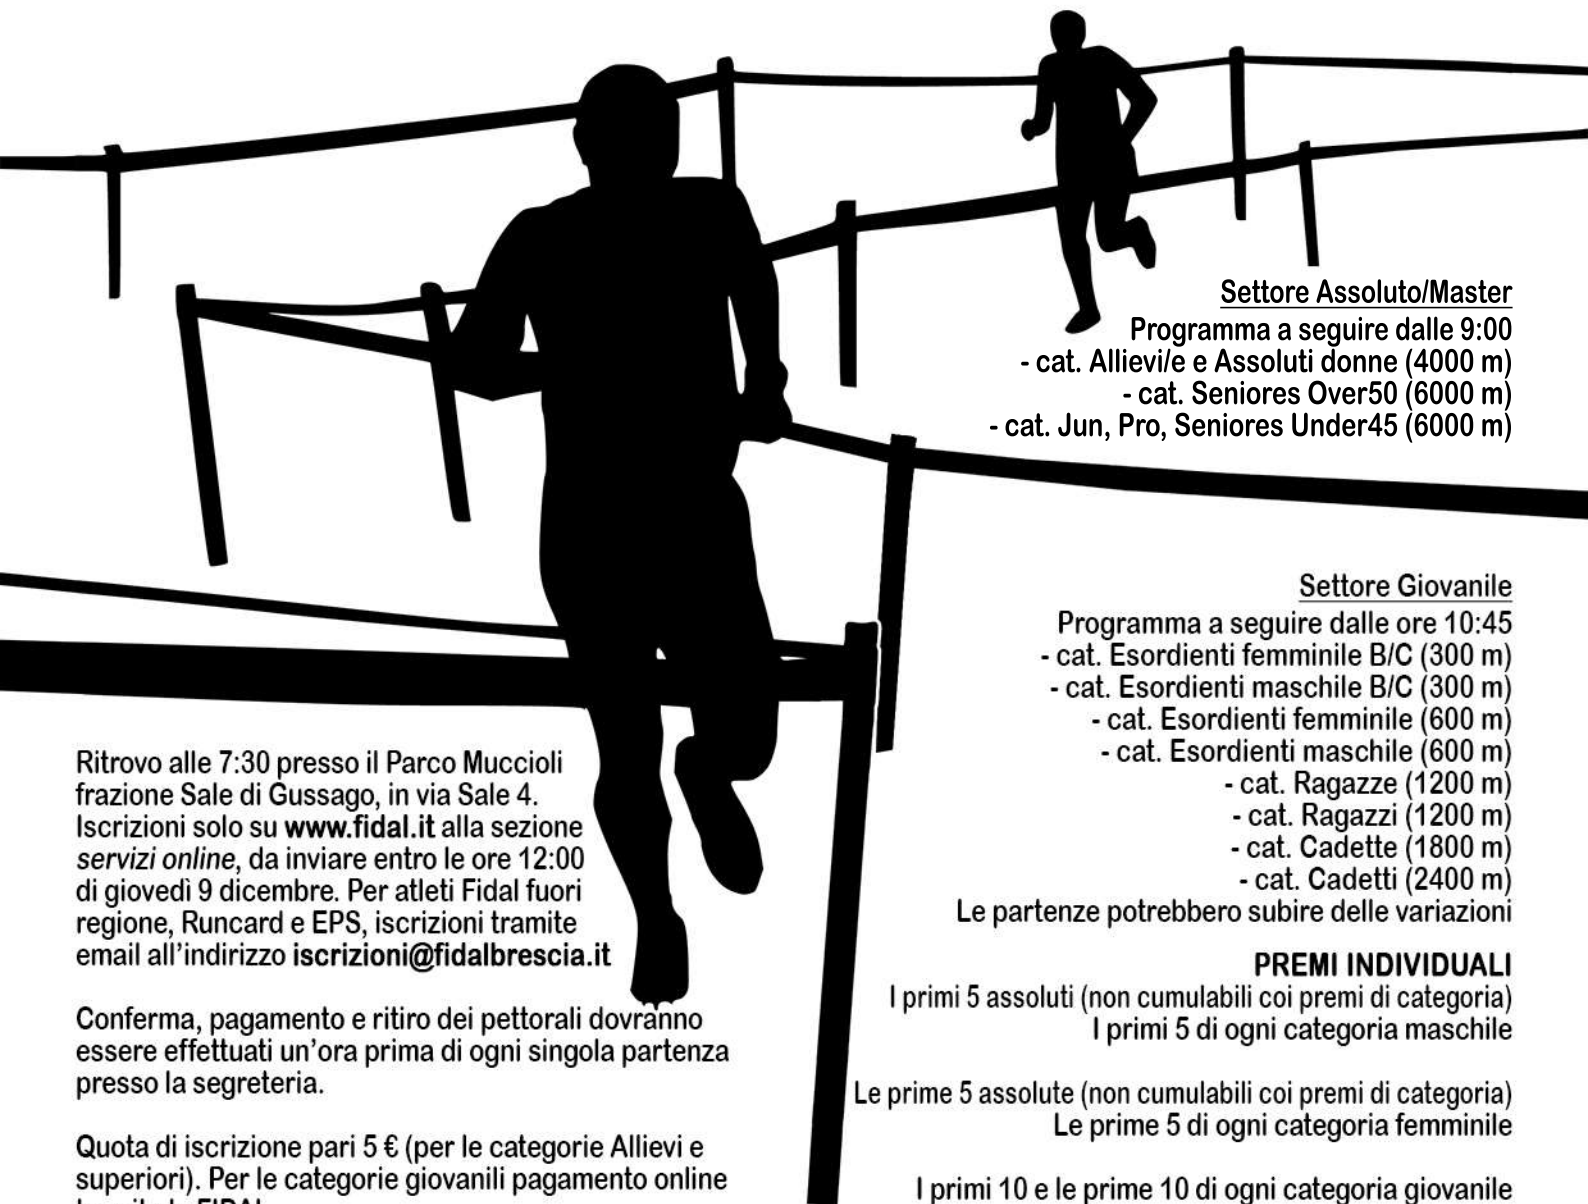 Settore Assoluto/Master
Programma a seguire dalle 9:00
- cat. Allievi/e e Assoluti donne (4000 m)
- cat. Seniores Over50 (6000 m)
- cat. Jun, Pro, Seniores Under45 (6000 m)
Settore Giovanile
Programma a seguire dalle ore 10:45
- cat. Esordienti femminile B/C (300 m)
- cat. Esordienti maschile B/C (300 m)
- cat. Esordienti femminile (600 m)
- cat. Esordienti maschile (600 m)
- cat. Ragazze (1200 m)
- cat. Ragazzi (1200 m)
- cat. Cadette (1800 m)
- cat. Cadetti (2400 m)
Le partenze potrebbero subire delle variazioni
PREMI INDIVIDUALI
I primi 5 assoluti (non cumulabili coi premi di categoria)
I primi 5 di ogni categoria maschile
Le prime 5 assolute (non cumulabili coi premi di categoria)
Le prime 5 di ogni categoria femminile
I primi 10 e le prime 10 di ogni categoria giovanile
Ritrovo alle 7:30 presso il Parco Muccioli
frazione Sale di Gussago, in via Sale 4.
Iscrizioni solo su www.fidal.it alla sezione
servizi online, da inviare entro le ore 12:00
di giovedì 9 dicembre. Per atleti Fidal fuori
regione, Runcard e EPS, iscrizioni tramite
email all'indirizzo iscrizioni@fidalbrescia.it
Conferma, pagamento e ritiro dei pettorali dovranno
essere effettuati un'ora prima di ogni singola partenza
presso la segreteria.
Quota di iscrizione pari 5 € (per le categorie Allievi e
superiori). Per le categorie giovanili pagamento online